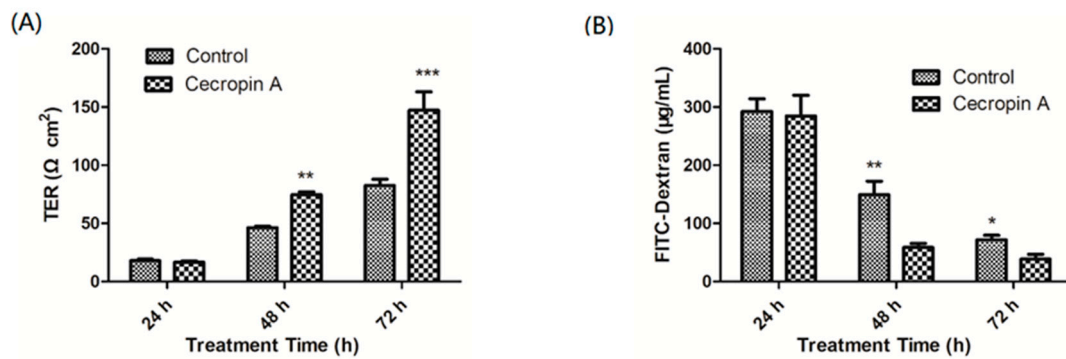 (A)
200
150
100
50
0
TER (Ω cm²)
Control
Cecropin A
**
***
24 h
48 h
72 h
Treatment Time (h)
(B)
400
300
200
100
0
FITC-Dextran (µg/mL)
Control
Cecropin A
**
*
24 h
48 h
72 h
Treatment Time (h)